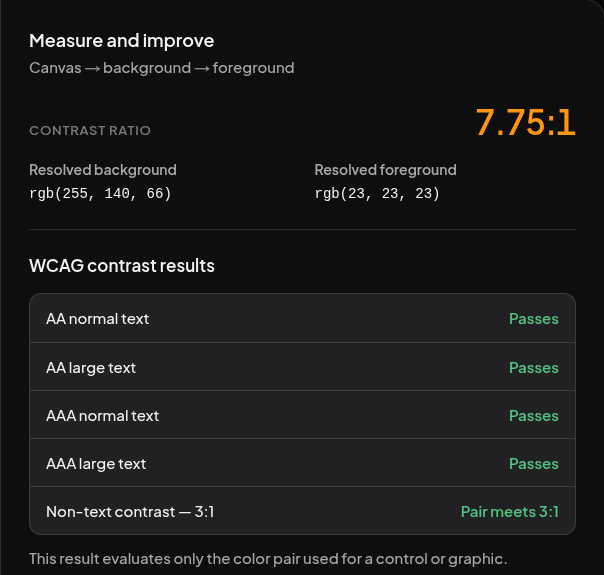 Measure and improve
Canvas → background → foreground
CONTRAST RATIO
7.75:1
Resolved background
rgb(255, 140, 66)
Resolved foreground
rgb(23, 23, 23)
WCAG contrast results
AA normal text Passes
AA large text Passes
AAA normal text Passes
AAA large text Passes
Non-text contrast — 3:1 Pair meets 3:1
This result evaluates only the color pair used for a control or graphic.